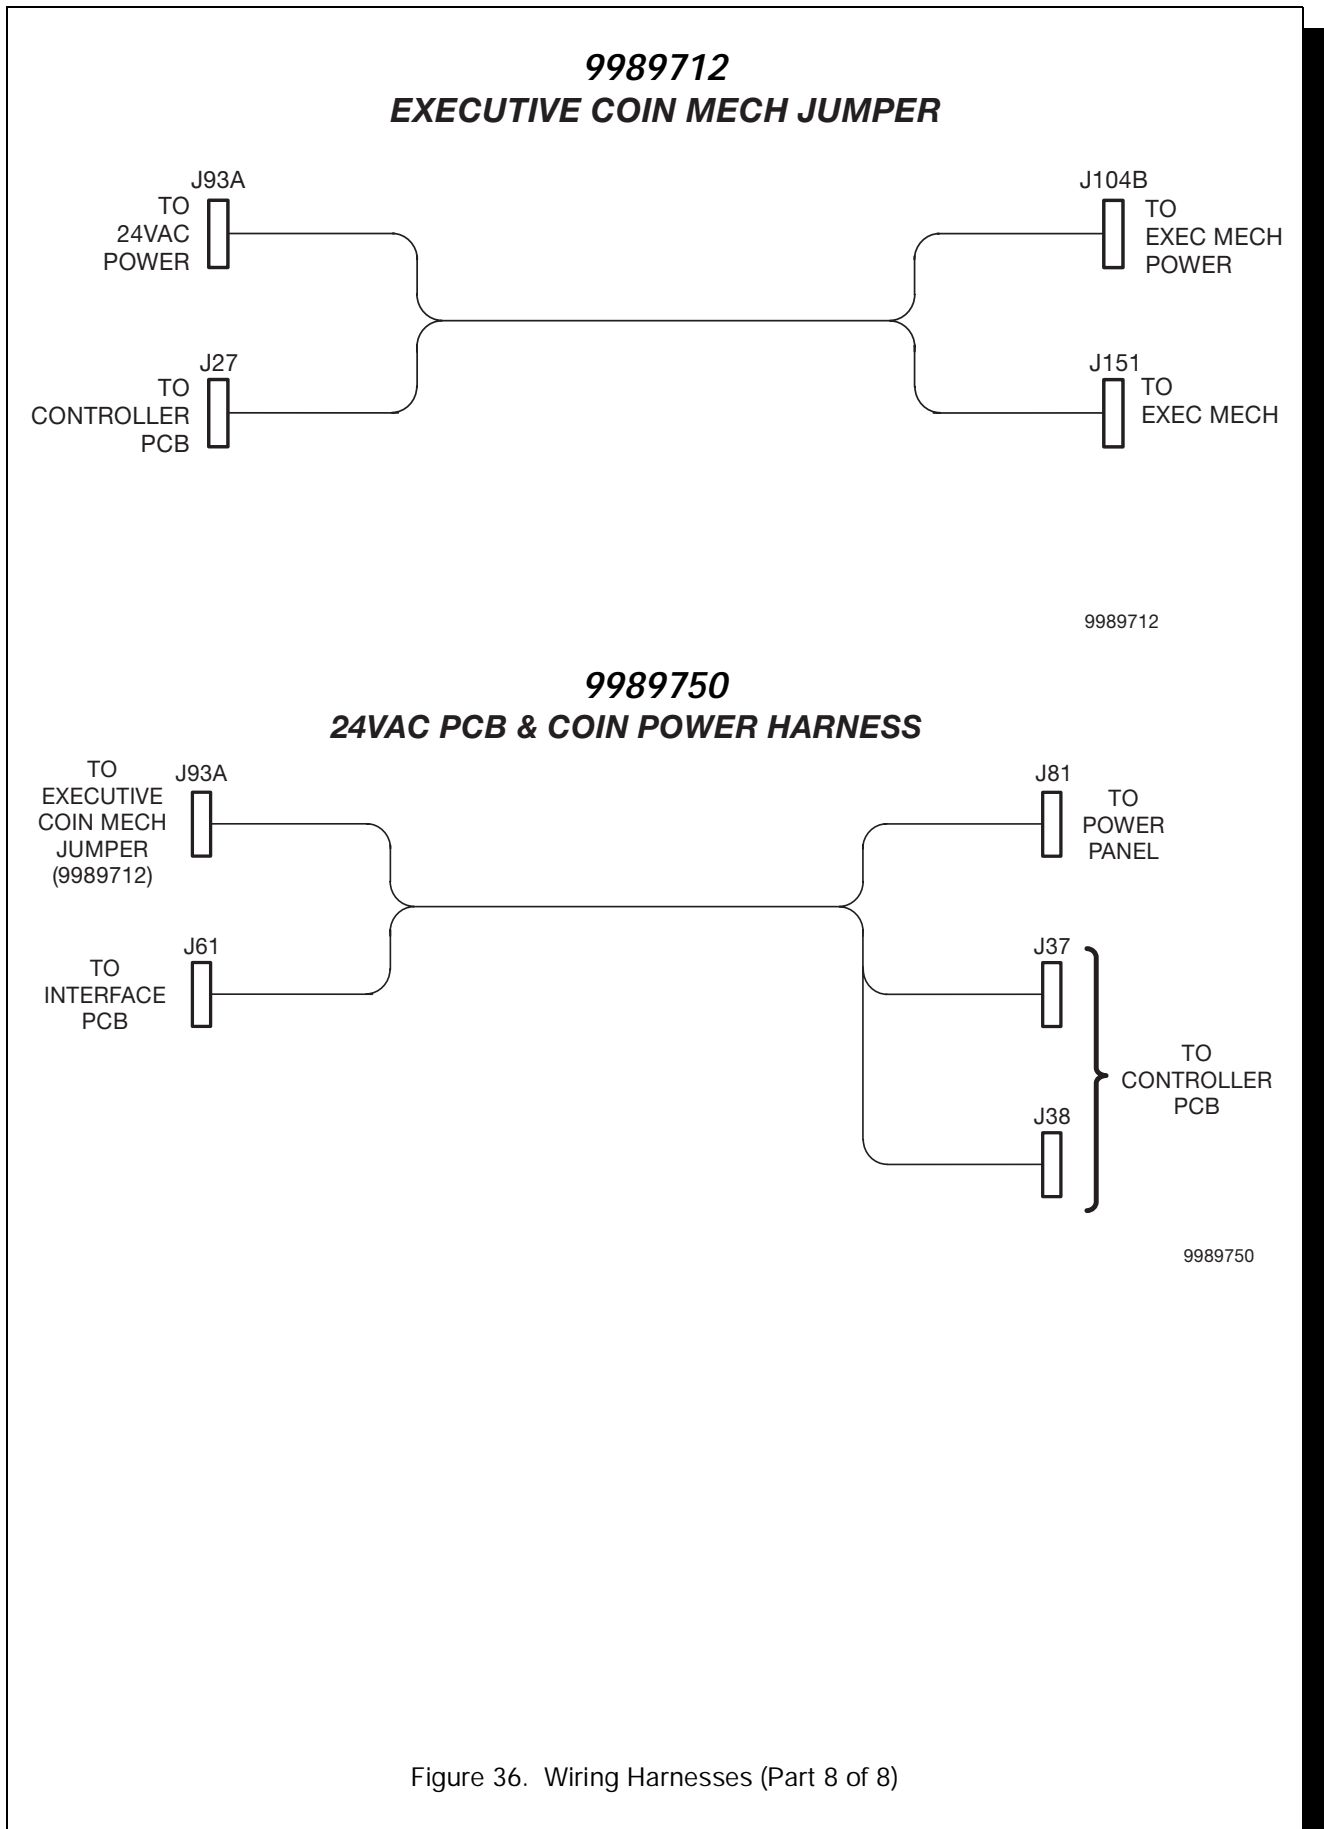 9989712
EXECUTIVE COIN MECH JUMPER
J93A
TO
24VAC
POWER
J104B
TO
EXEC MECH
POWER
J27
TO
CONTROLLER
PCB
J151
TO
EXEC MECH
9989712
9989750
24VAC PCB & COIN POWER HARNESS
TO
EXECUTIVE
COIN MECH
JUMPER
(9989712)
J93A
J81
TO
POWER
PANEL
J61
TO
INTERFACE
PCB
J37
J38
TO
CONTROLLER
PCB
9989750
Figure 36. Wiring Harnesses (Part 8 of 8)